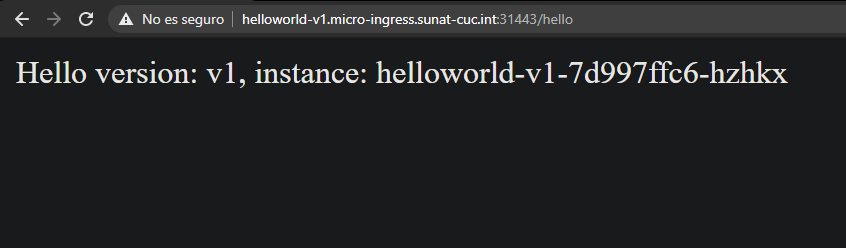 No es seguro helloworld-v1.micro-ingress.sunat-cuc.int:31443/hello
Hello version: v1, instance: helloworld-v1-7d997ffc6-hzhkx